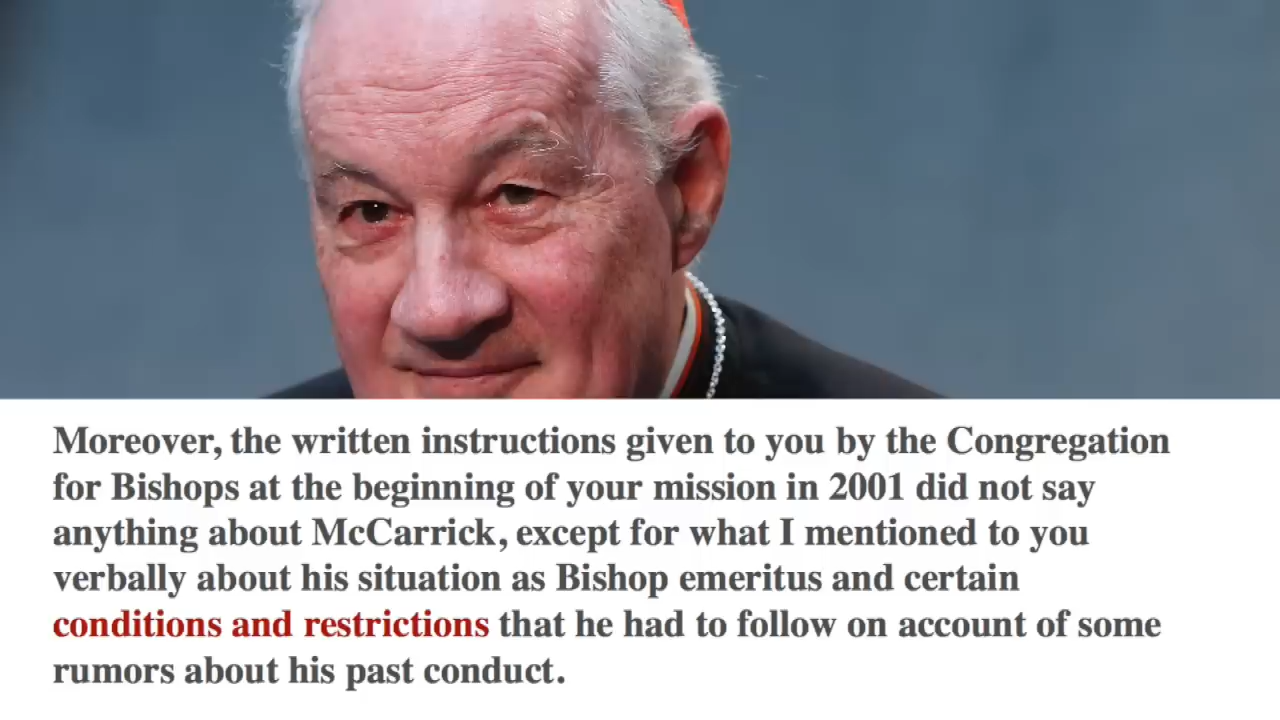 Moreover, the written instructions given to you by the Congregation
for Bishops at the beginning of your mission in 2001 did not say
anything about McCarrick, except for what I mentioned to you
verbally about his situation as Bishop emeritus and certain
conditions and restrictions that he had to follow on account of some
rumors about his past conduct.